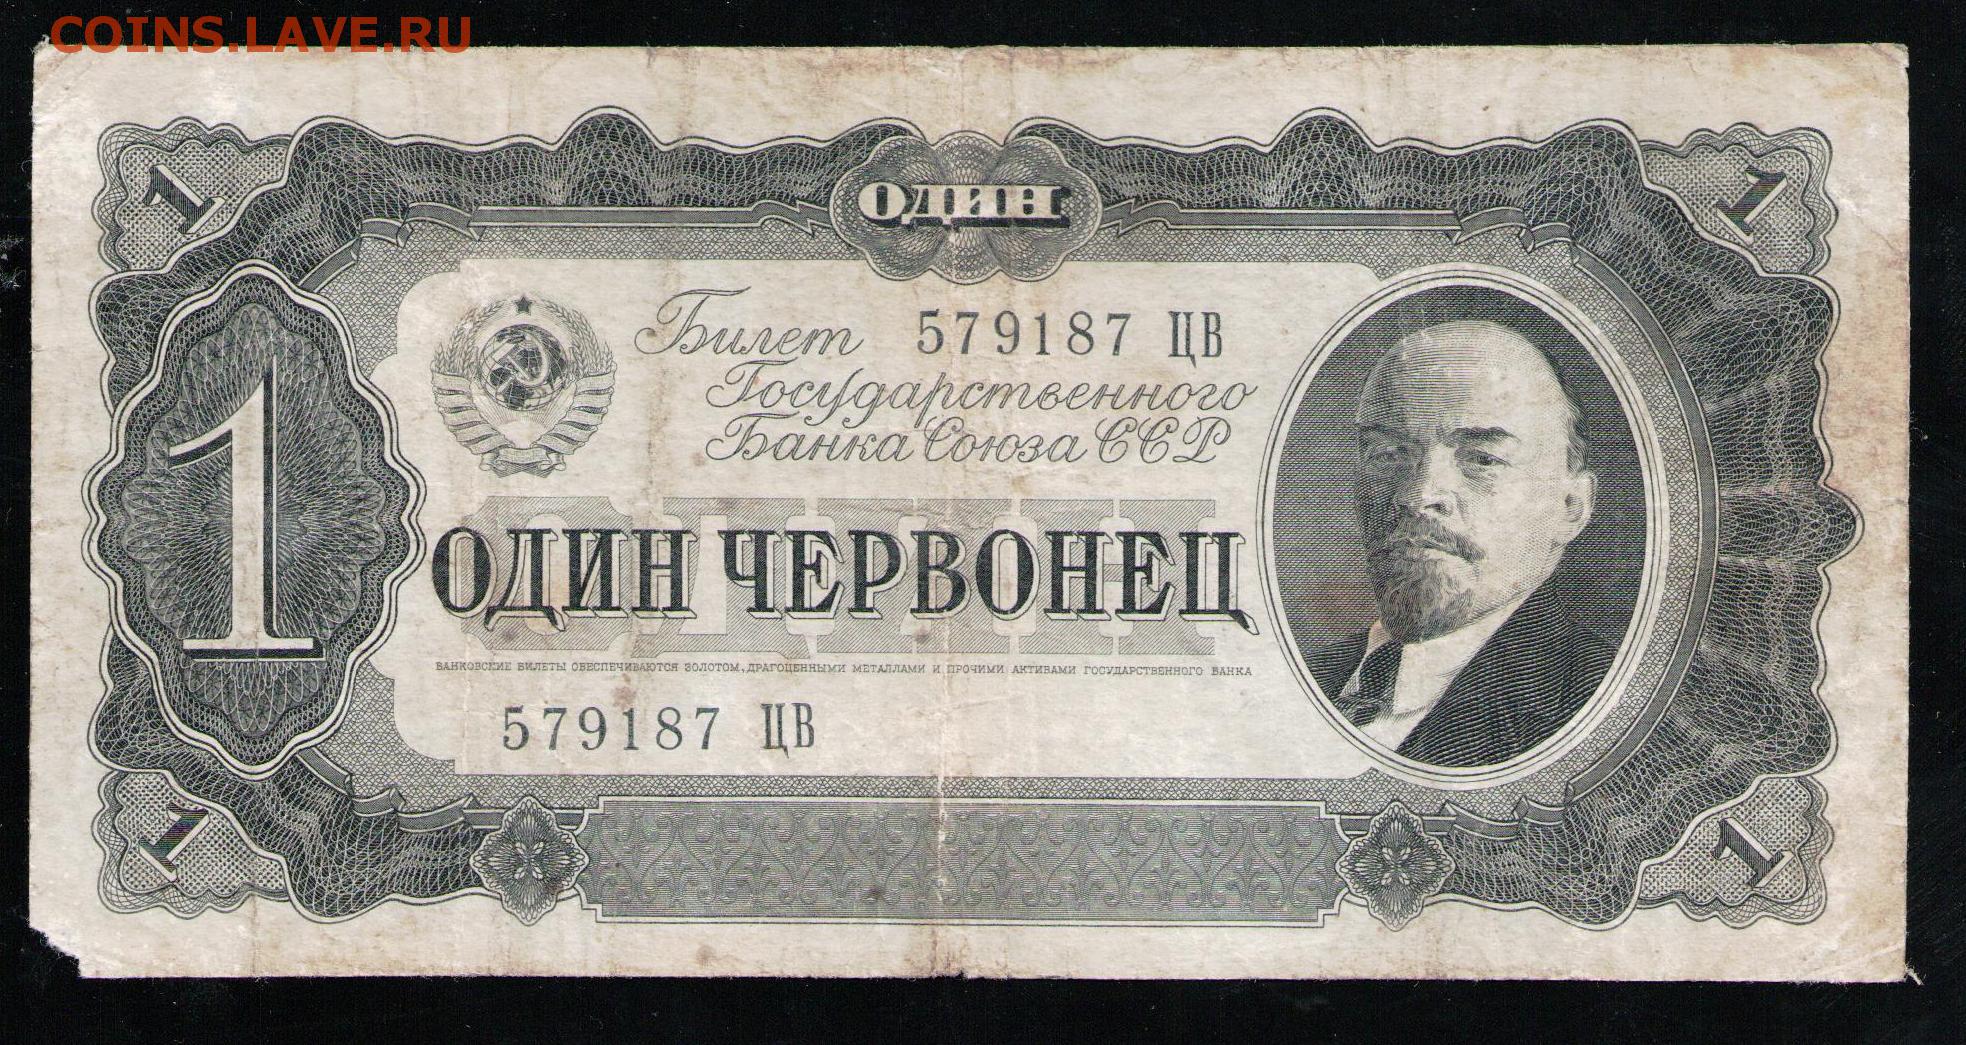 COINS.LAVE.RU
1 1
ОДИН
Билет 579187 ЦВ
Государственного
Банка Союза ССР
1
ОДИН
ОДИН ЧЕРВОНЕЦ
БАНКОВСКИЕ БИЛЕТЫ ОБЕСПЕЧИВАЮТСЯ ЗОЛОТОМ, ДРАГОЦЕННЫМИ МЕТАЛЛАМИ И ПРОЧИМИ АКТИВАМИ ГОСУДАРСТВЕННОГО БАНКА
579187 ЦВ
1 1